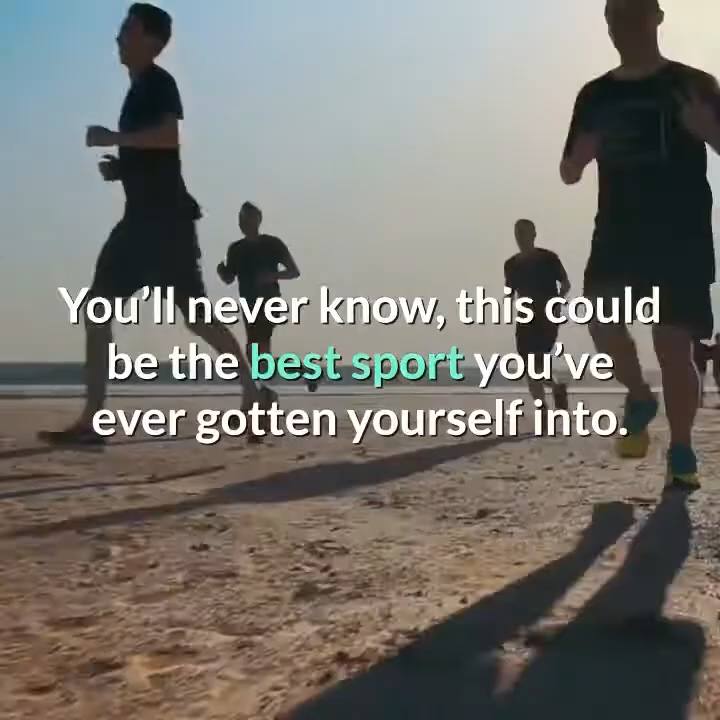 You’ll never know, this could
be the best sport you’ve
ever gotten yourself into.